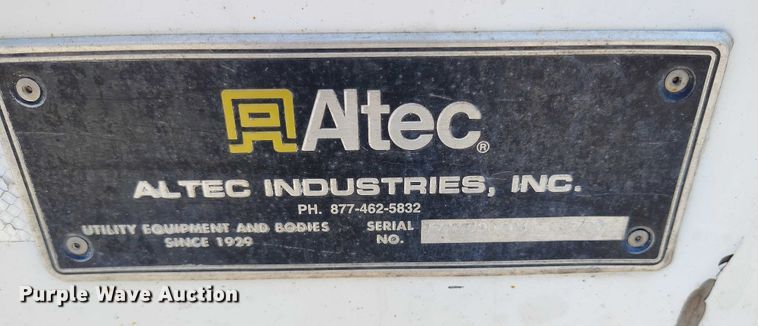 Altec®
ALTEC INDUSTRIES, INC.
PH. 877-462-5832
UTILITY EQUIPMENT AND BODIES SERIAL
SINCE 1929 NO.
Purple Wave Auction